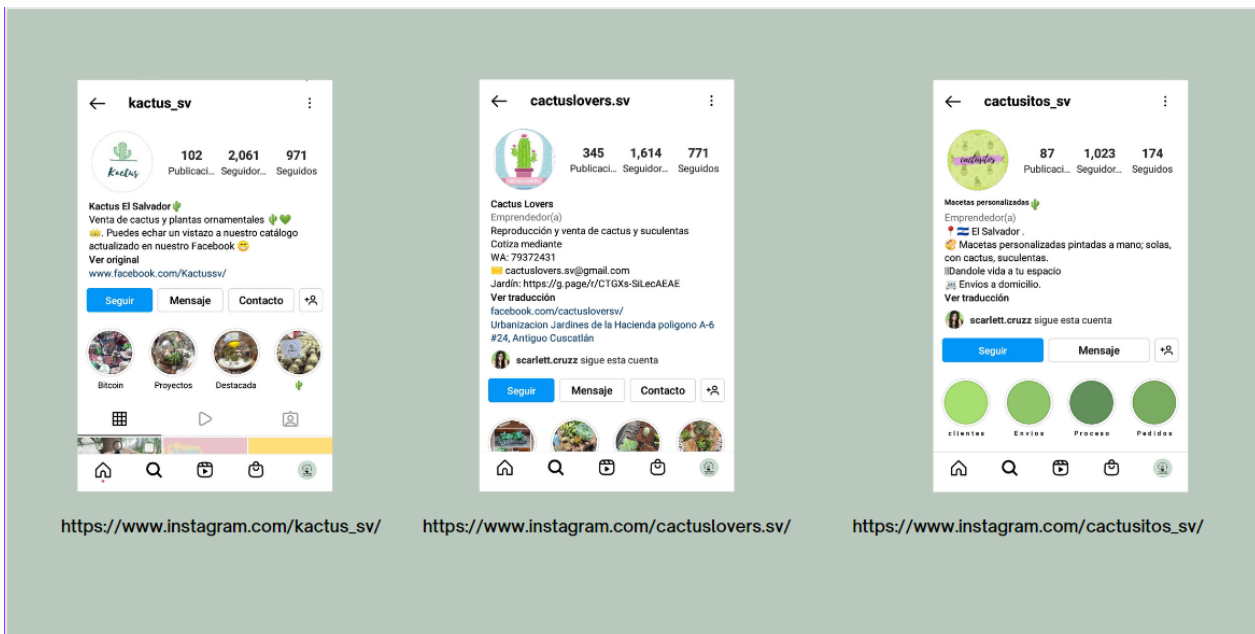 kactus_sv
Kactus
102 2,061 971
Publicaci... Seguidor... Seguidos
Kactus El Salvador
Venta de cactus y plantas ornamentales
. Puedes echar un vistazo a nuestro catálogo
actualizado en nuestro Facebook
Ver original
www.facebook.com/Kactussv/
Seguir Mensaje Contacto
Bitcoin Proyectos Destacada
https://www.instagram.com/kactus_sv/
cactuslovers.sv
CACTUS LOVERS
345 1,614 771
Publicaci... Seguidor... Seguidos
Cactus Lovers
Emprendedor(a)
Reproducción y venta de cactus y suculentas
Cotiza mediante
WA: 79372431
cactuslovers.sv@gmail.com
Jardín: https://g.page/r/CTGXs-SiLecAEAE
Ver traducción
facebook.com/cactusloversv/
Urbanizacion Jardines de la Hacienda poligono A-6
#24, Antiguo Cuscatlán
scarlett.cruzz sigue esta cuenta
Seguir Mensaje Contacto
https://www.instagram.com/cactuslovers.sv/
cactusitos_sv
cactusitos
87 1,023 174
Publicaci... Seguidor... Seguidos
Macetas personalizadas
Emprendedor(a)
El Salvador .
Macetas personalizadas pintadas a mano; solas,
con cactus, suculentas.
Dandole vida a tu espacio
Envíos a domicilio.
Ver traducción
scarlett.cruz sigue esta cuenta
Seguir Mensaje
clientes Envios Proceso Pedidos
https://www.instagram.com/cactusitos_sv/